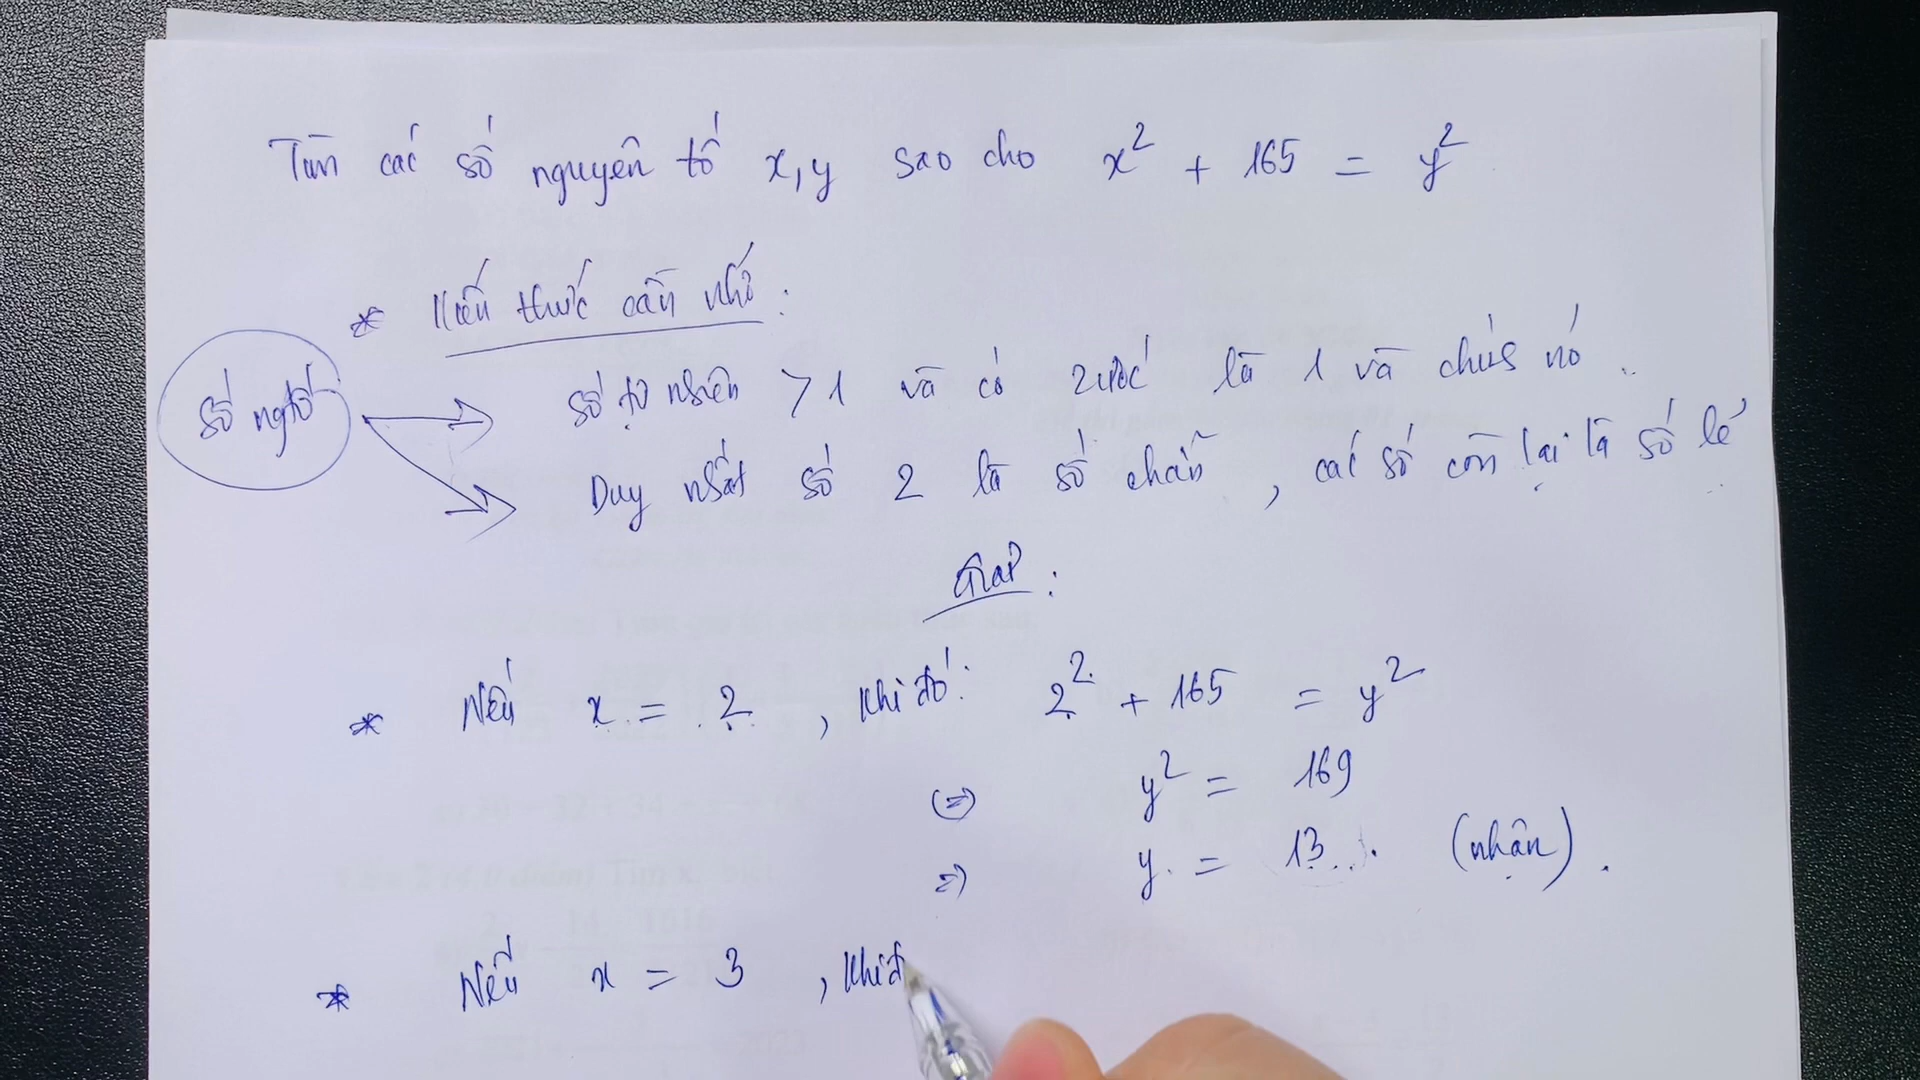 Tìm các số nguyên tố x, y sao cho x² + 165 = y²
* Kiến thức cần nhớ :
số ngtố
số tự nhiên > 1 và có 2 ước là 1 và chính nó .
Duy nhất số 2 là số chẵn , các số còn lại là số lẻ
Giải :
* Nếu x = 2 , khi đó: 2² + 165 = y²
(=) y² = 169
=) y = 13 . (nhận) .
* Nếu x = 3 , khi đ